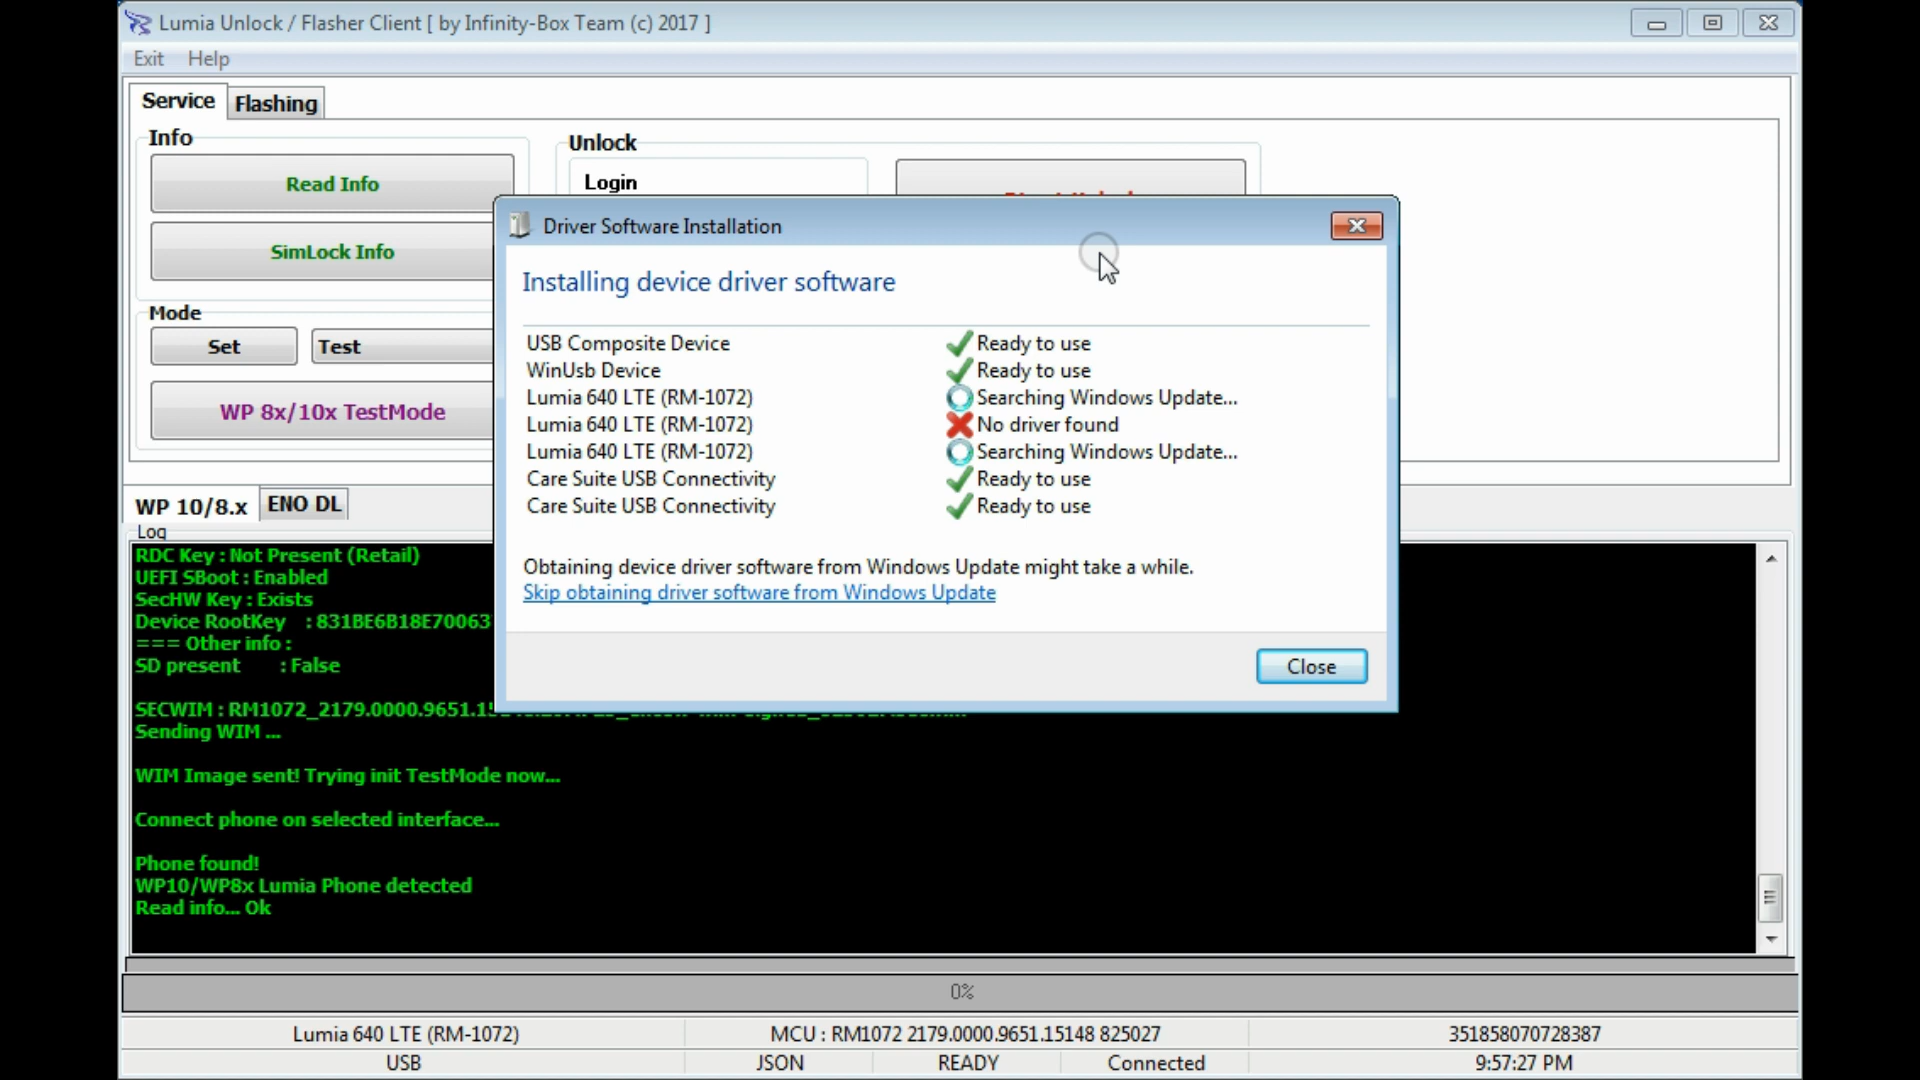 Lumia Unlock / Flasher Client [ by Infinity-Box Team (c) 2017 ]
Exit Help
Service Flashing
Info
Read Info
SimLock Info
Unlock
Login
Mode
Set Test
WP 8x/10x TestMode
Driver Software Installation
Installing device driver software
USB Composite Device Ready to use
WinUsb Device Ready to use
Lumia 640 LTE (RM-1072) Searching Windows Update...
Lumia 640 LTE (RM-1072) No driver found
Lumia 640 LTE (RM-1072) Searching Windows Update...
Care Suite USB Connectivity Ready to use
Care Suite USB Connectivity Ready to use
Obtaining device driver software from Windows Update might take a while.
Skip obtaining driver software from Windows Update
Close
WP 10/8.x ENO DL
Log
RDC Key : Not Present (Retail)
UEFI SBoot : Enabled
SecHW Key : Exists
Device RootKey : 831BE6B18E70063
=== Other info :
SD present : False
SECWIM : RM1072_2179.0000.9651.15
Sending WIM ...
WIM Image sent! Trying init TestMode now...
Connect phone on selected interface...
Phone found!
WP10/WP8x Lumia Phone detected
Read info... Ok
0%
Lumia 640 LTE (RM-1072) MCU : RM1072 2179.0000.9651.15148 825027 351858070728387
USB JSON READY Connected 9:57:27 PM